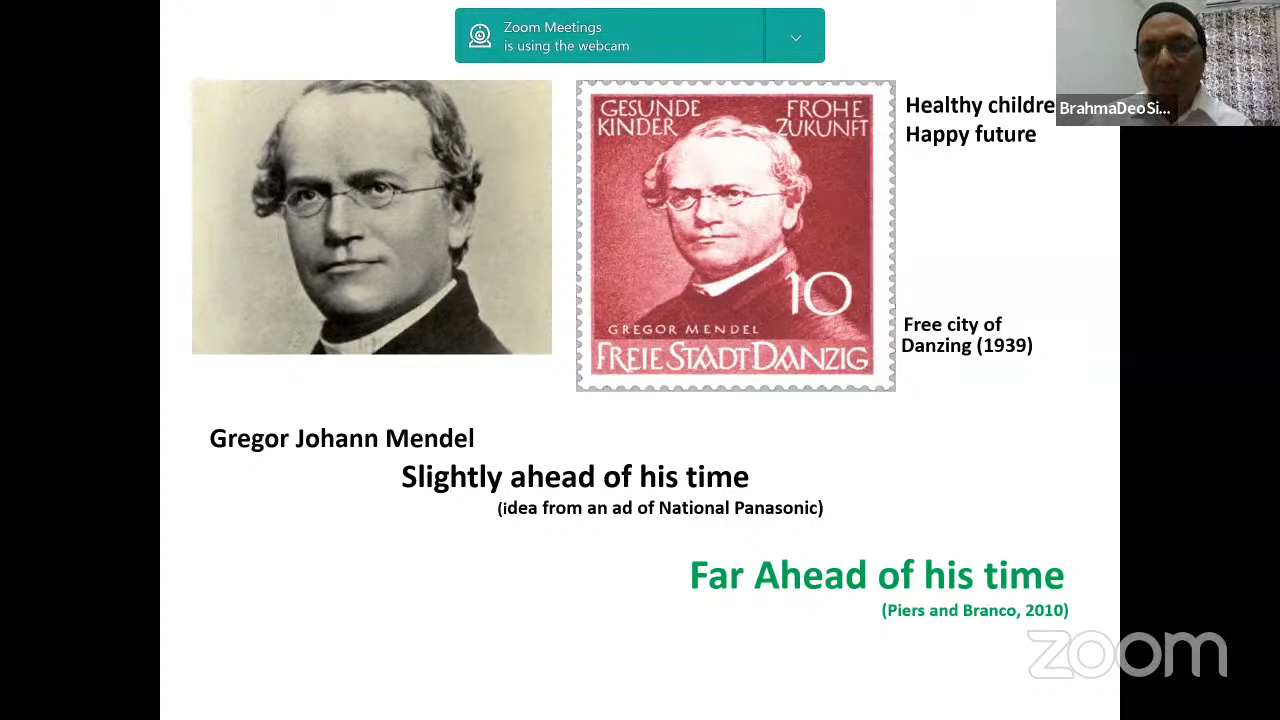 Zoom Meetings
is using the webcam
BrahmaDeoSi...
GESUNDE FROHE
KINDER ZUKUNFT
10
GREGOR MENDEL
FREIE STADT DANZIG
Healthy childre
Happy future
Free city of
Danzing (1939)
Gregor Johann Mendel
Slightly ahead of his time
(idea from an ad of National Panasonic)
Far Ahead of his time
(Piers and Branco, 2010)
zoom